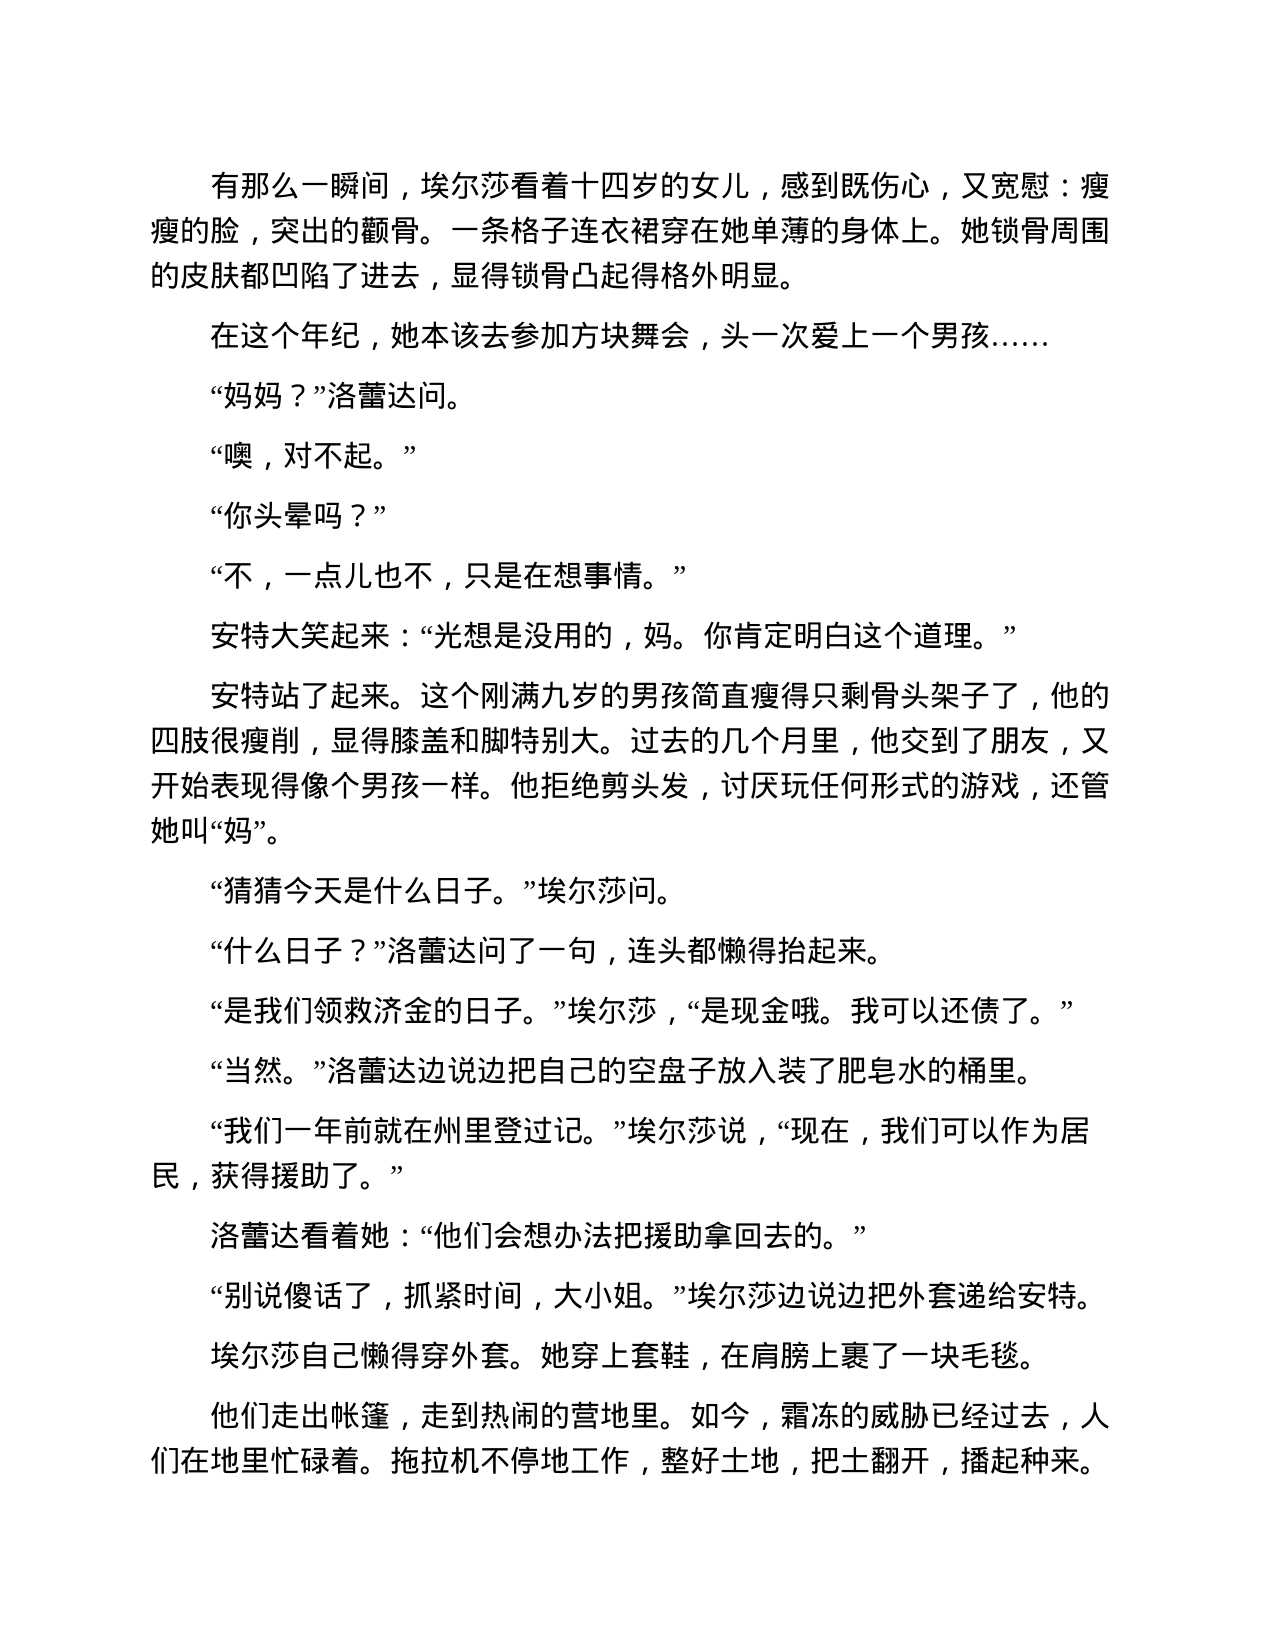 有那么一瞬间，埃尔莎看着十四岁的女儿，感到既伤心，又宽慰：瘦
瘦的脸，突出的颧骨。一条格子连衣裙穿在她单薄的身体上。她锁骨周围
的皮肤都凹陷了进去，显得锁骨凸起得格外明显。
在这个年纪，她本该去参加方块舞会，头一次爱上一个男孩……
“妈妈？”洛蕾达问。
“噢，对不起。”
“你头晕吗？”
“不，一点儿也不，只是在想事情。”
安特大笑起来：“光想是没用的，妈。你肯定明白这个道理。”
安特站了起来。这个刚满九岁的男孩简直瘦得只剩骨头架子了，他的
四肢很瘦削，显得膝盖和脚特别大。过去的几个月里，他交到了朋友，又
开始表现得像个男孩一样。他拒绝剪头发，讨厌玩任何形式的游戏，还管
她叫“妈”。
“猜猜今天是什么日子。”埃尔莎问。
“什么日子？”洛蕾达问了一句，连头都懒得抬起来。
“是我们领救济金的日子。”埃尔莎，“是现金哦。我可以还债了。”
“当然。”洛蕾达边说边把自己的空盘子放入装了肥皂水的桶里。
“我们一年前就在州里登过记。”埃尔莎说，“现在，我们可以作为居
民，获得援助了。”
洛蕾达看着她：“他们会想办法把援助拿回去的。”
“别说傻话了，抓紧时间，大小姐。”埃尔莎边说边把外套递给安特。
埃尔莎自己懒得穿外套。她穿上套鞋，在肩膀上裹了一块毛毯。
他们走出帐篷，走到热闹的营地里。如今，霜冻的威胁已经过去，人
们在地里忙碌着。拖拉机不停地工作，整好土地，把土翻开，播起种来。